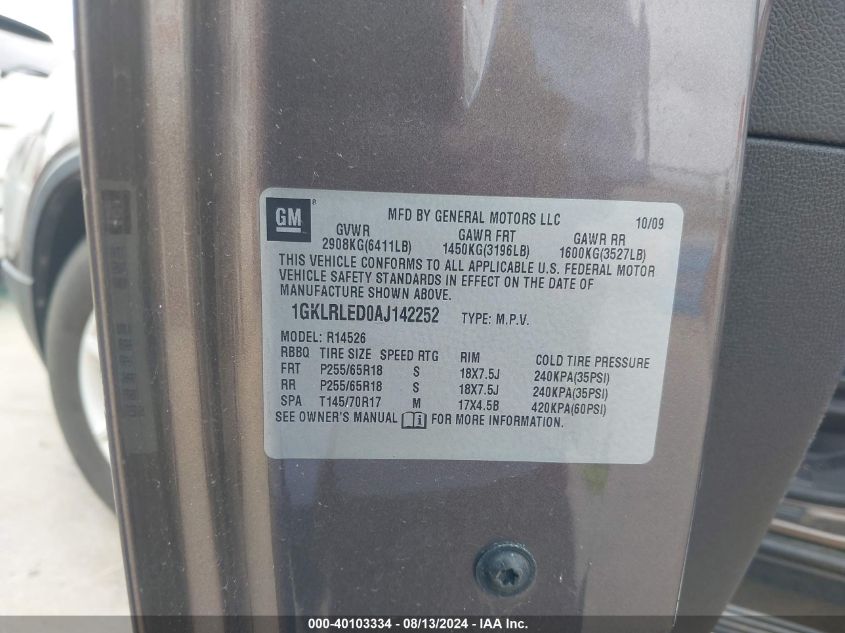 GM ®
MFD BY GENERAL MOTORS LLC 10/09
GVWR GAWR FRT GAWR RR
2908KG(6411LB) 1450KG(3196LB) 1600KG(3527LB)
THIS VEHICLE CONFORMS TO ALL APPLICABLE U.S. FEDERAL MOTOR
VEHICLE SAFETY STANDARDS IN EFFECT ON THE DATE OF
MANUFACTURE SHOWN ABOVE.
1GKLRLED0AJ142252 TYPE: M.P.V.
MODEL: R14526
RBBQ TIRE SIZE SPEED RTG RIM COLD TIRE PRESSURE
FRT P255/65R18 S 18X7.5J 240KPA(35PSI)
RR P255/65R18 S 18X7.5J 240KPA(35PSI)
SPA T145/70R17 M 17X4.5B 420KPA(60PSI)
SEE OWNER'S MANUAL FOR MORE INFORMATION.
000-40103334 - 08/13/2024 - IAA Inc.